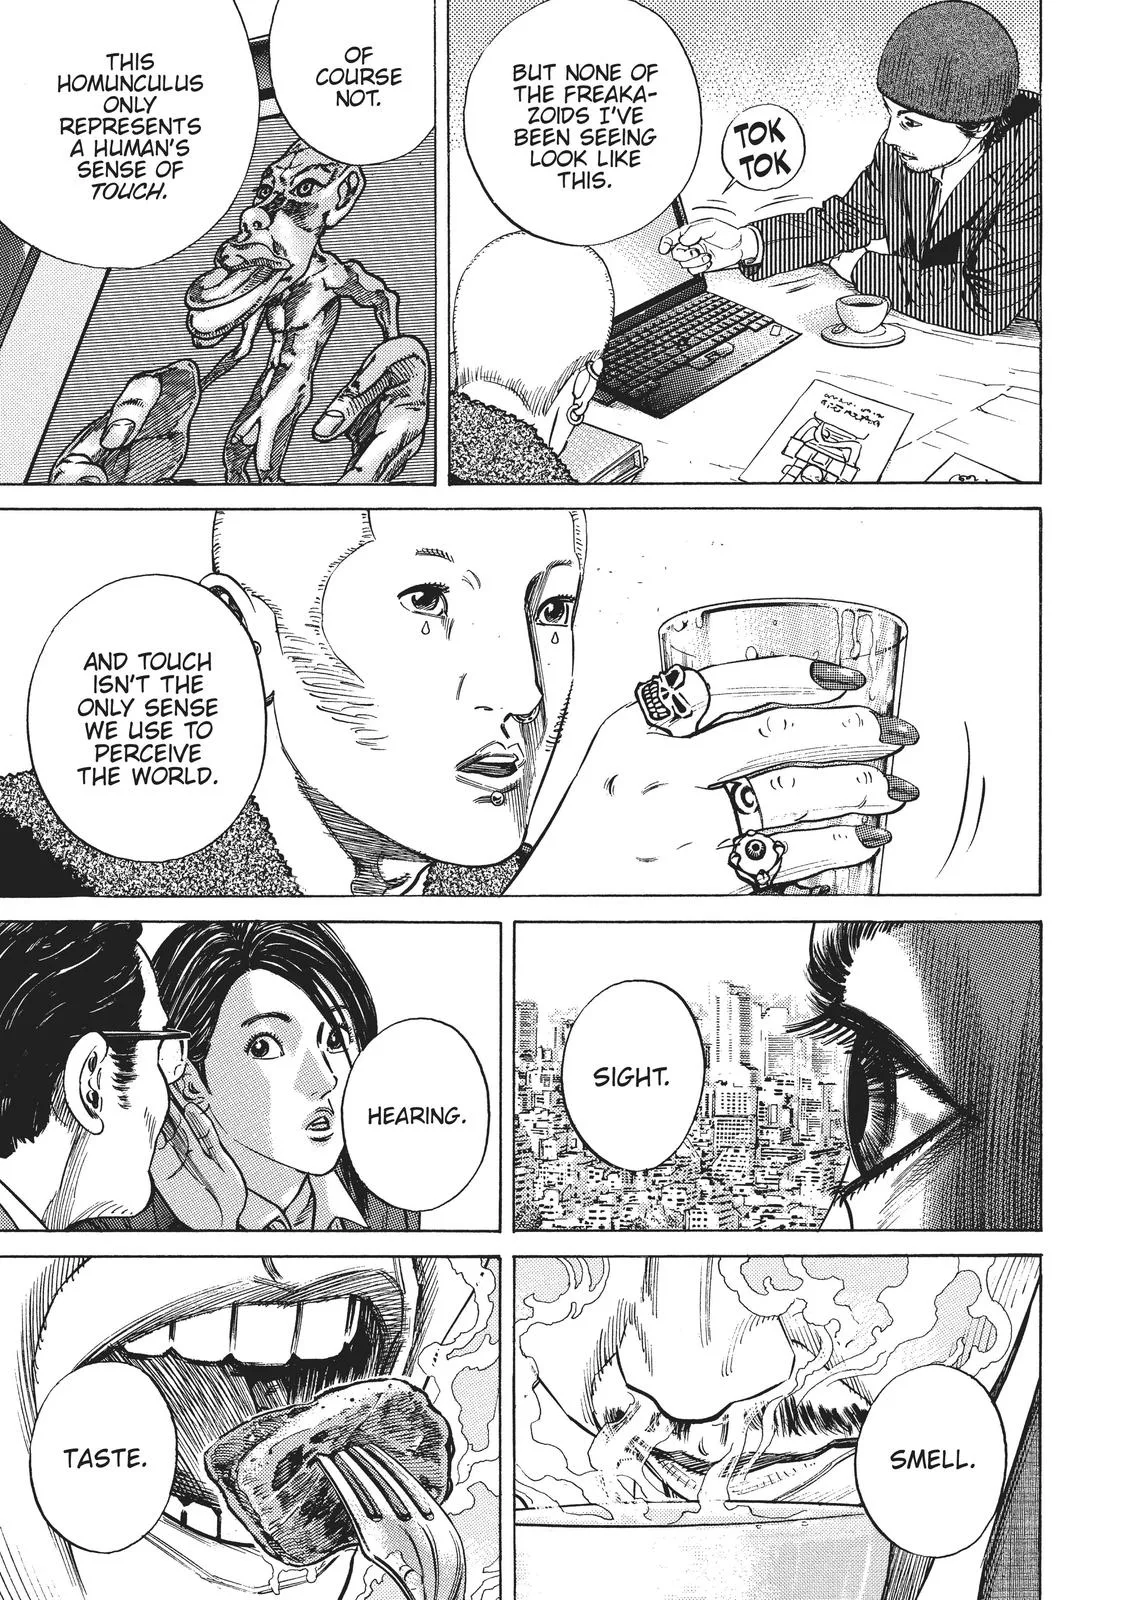 BUT NONE OF
THE FREAKA-
ZOIDS I'VE
BEEN SEEING
LOOK LIKE
THIS.
TOK
TOK
OF
COURSE
NOT.
THIS
HOMUNCULUS
ONLY
REPRESENTS
A HUMAN'S
SENSE OF
TOUCH.
AND TOUCH
ISN'T THE
ONLY SENSE
WE USE TO
PERCEIVE
THE WORLD.
SIGHT.
HEARING.
SMELL.
TASTE.